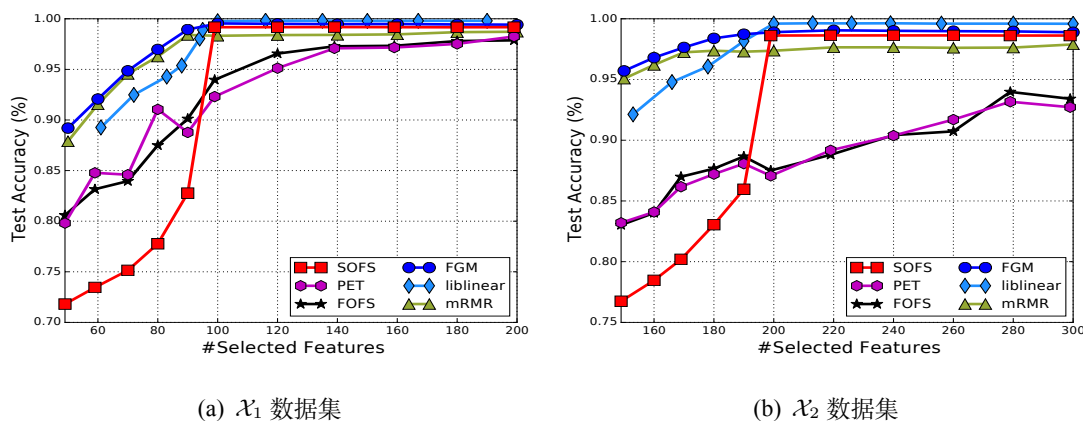 Test Accuracy (%)
1.00
0.95
0.90
0.85
0.80
0.75
0.70
60 80 100 120 140 160 180 200
#Selected Features
SOFS
PET
FOFS
FGM
liblinear
mRMR
(a) 𝒳1 数据集
Test Accuracy (%)
1.00
0.95
0.90
0.85
0.80
0.75
160 180 200 220 240 260 280 300
#Selected Features
SOFS
PET
FOFS
FGM
liblinear
mRMR
(b) 𝒳2 数据集